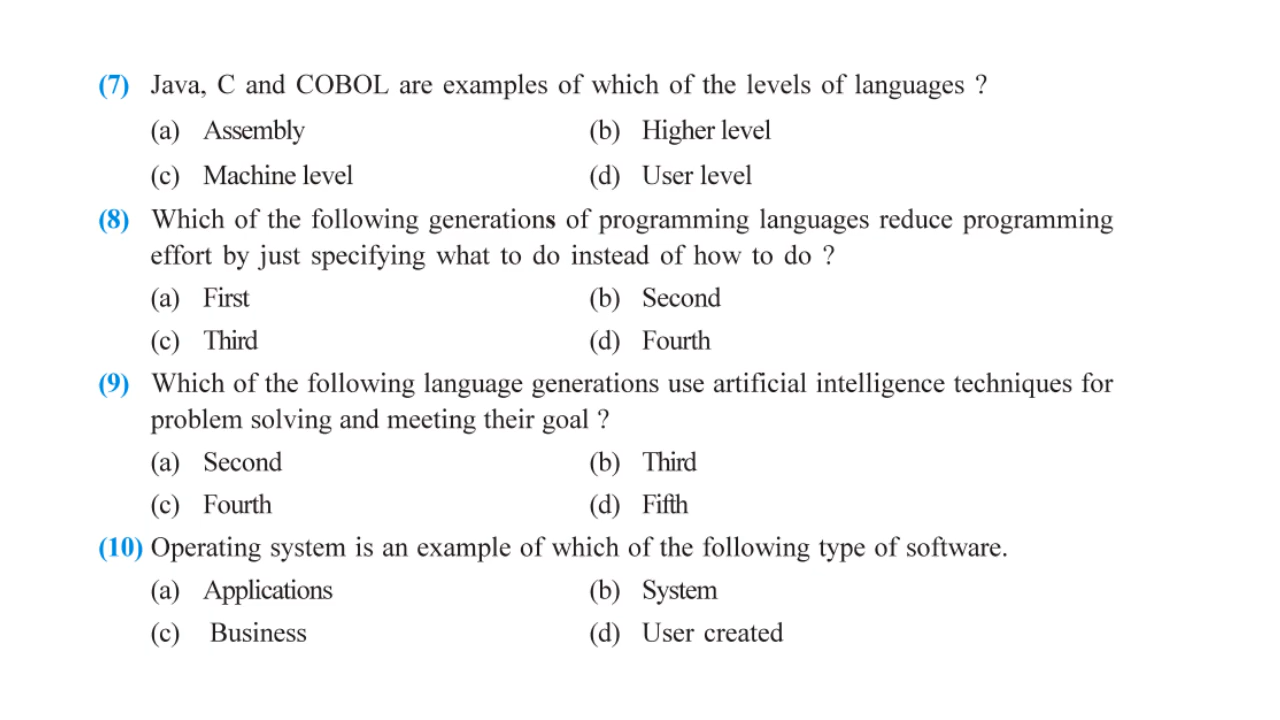 (7) Java, C and COBOL are examples of which of the levels of languages ?
(a) Assembly (b) Higher level
(c) Machine level (d) User level
(8) Which of the following generations of programming languages reduce programming
effort by just specifying what to do instead of how to do ?
(a) First (b) Second
(c) Third (d) Fourth
(9) Which of the following language generations use artificial intelligence techniques for
problem solving and meeting their goal ?
(a) Second (b) Third
(c) Fourth (d) Fifth
(10) Operating system is an example of which of the following type of software.
(a) Applications (b) System
(c) Business (d) User created